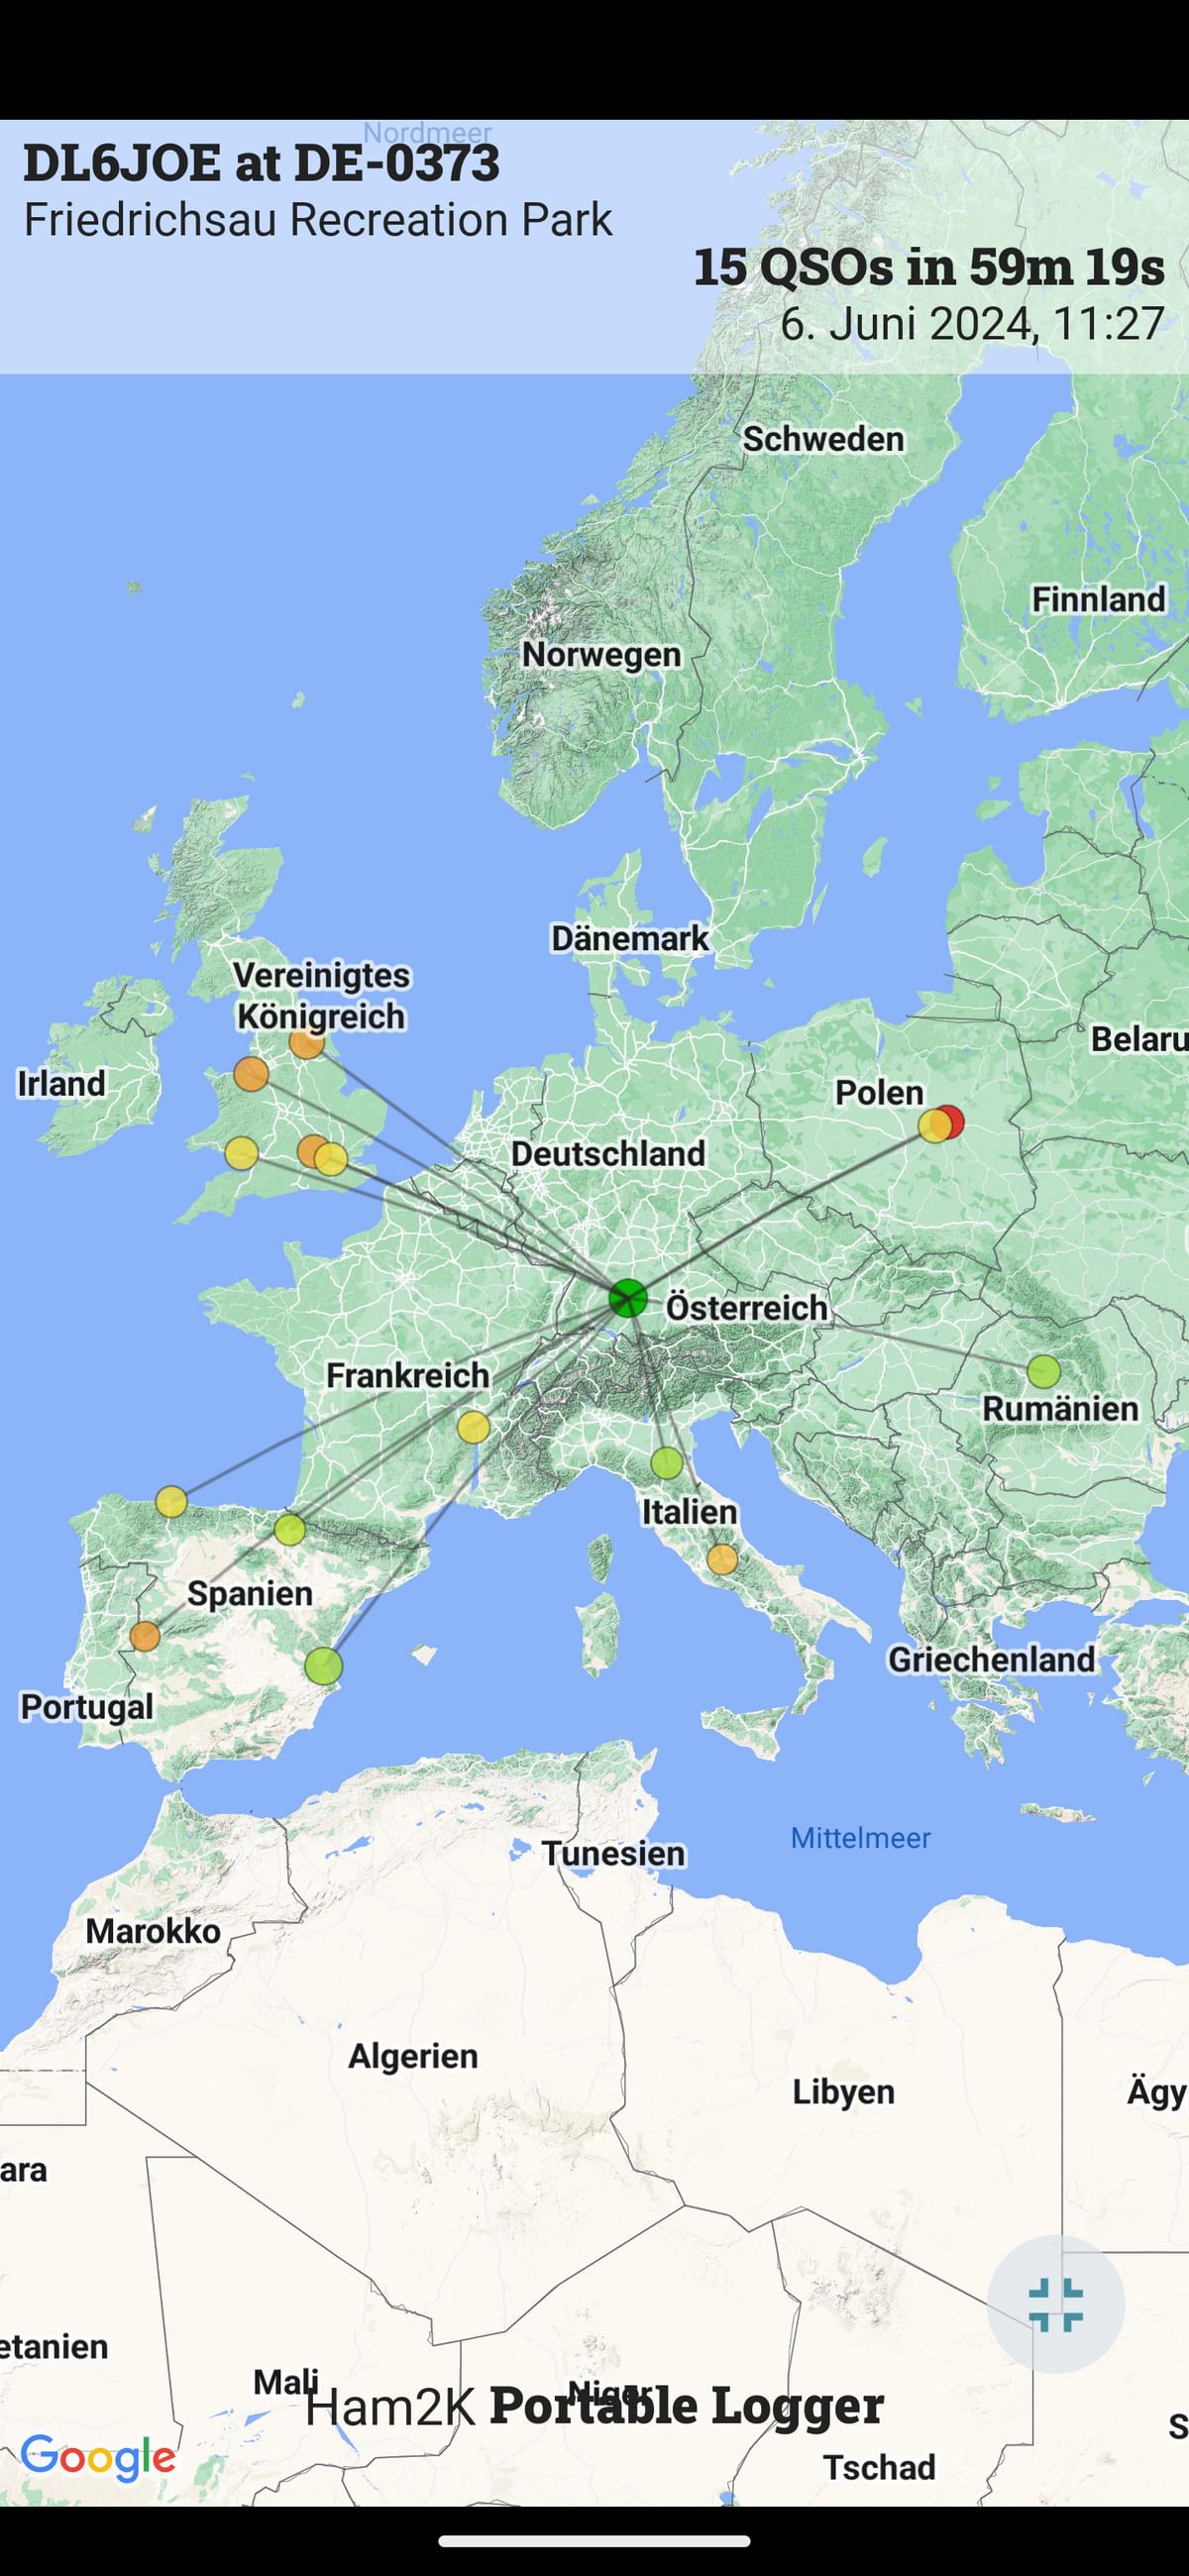 Nordmeer
DL6JOE at DE-0373
Friedrichsau Recreation Park
15 QSOs in 59m 19s
6. Juni 2024, 11:27
Schweden
Finnland
Norwegen
Dänemark
Vereinigtes
Königreich
Belaru
Irland
Polen
Deutschland
Österreich
Frankreich
Rumänien
Italien
Spanien
Griechenland
Portugal
Mittelmeer
Tunesien
Marokko
Algerien
Libyen
Ägy
ara
etanien
Mali
Niger
Ham2K Portable Logger
S
Google
Tschad